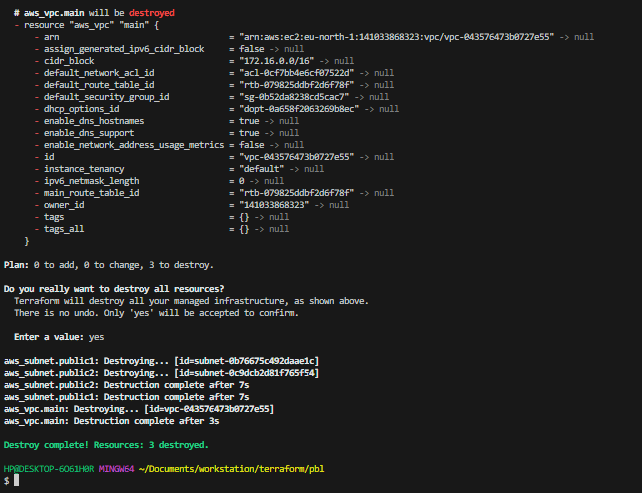 # aws_vpc.main will be destroyed
- resource "aws_vpc" "main" {
- arn = "arn:aws:ec2:eu-north-1:141033868323:vpc/vpc-043576473b0727e55" -> null
- assign_generated_ipv6_cidr_block = false -> null
- cidr_block = "172.16.0.0/16" -> null
- default_network_acl_id = "acl-0cf7bb4e6cf07522d" -> null
- default_route_table_id = "rtb-079825ddbf2d6f78f" -> null
- default_security_group_id = "sg-0b52da8238cd5cac7" -> null
- dhcp_options_id = "dopt-0a658f2063269b8ec" -> null
- enable_dns_hostnames = true -> null
- enable_dns_support = true -> null
- enable_network_address_usage_metrics = false -> null
- id = "vpc-043576473b0727e55" -> null
- instance_tenancy = "default" -> null
- ipv6_netmask_length = 0 -> null
- main_route_table_id = "rtb-079825ddbf2d6f78f" -> null
- owner_id = "141033868323" -> null
- tags = {} -> null
- tags_all = {} -> null
}
Plan: 0 to add, 0 to change, 3 to destroy.
Do you really want to destroy all resources?
Terraform will destroy all your managed infrastructure, as shown above.
There is no undo. Only 'yes' will be accepted to confirm.
Enter a value: yes
aws_subnet.public1: Destroying... [id=subnet-0b76675c492daae1c]
aws_subnet.public2: Destroying... [id=subnet-0c9dcb2d81f765f54]
aws_subnet.public2: Destruction complete after 7s
aws_subnet.public1: Destruction complete after 7s
aws_vpc.main: Destroying... [id=vpc-043576473b0727e55]
aws_vpc.main: Destruction complete after 3s
Destroy complete! Resources: 3 destroyed.
HP@DESKTOP-6O61H0R MINGW64 ~/Documents/workstation/terraform/pbl
$